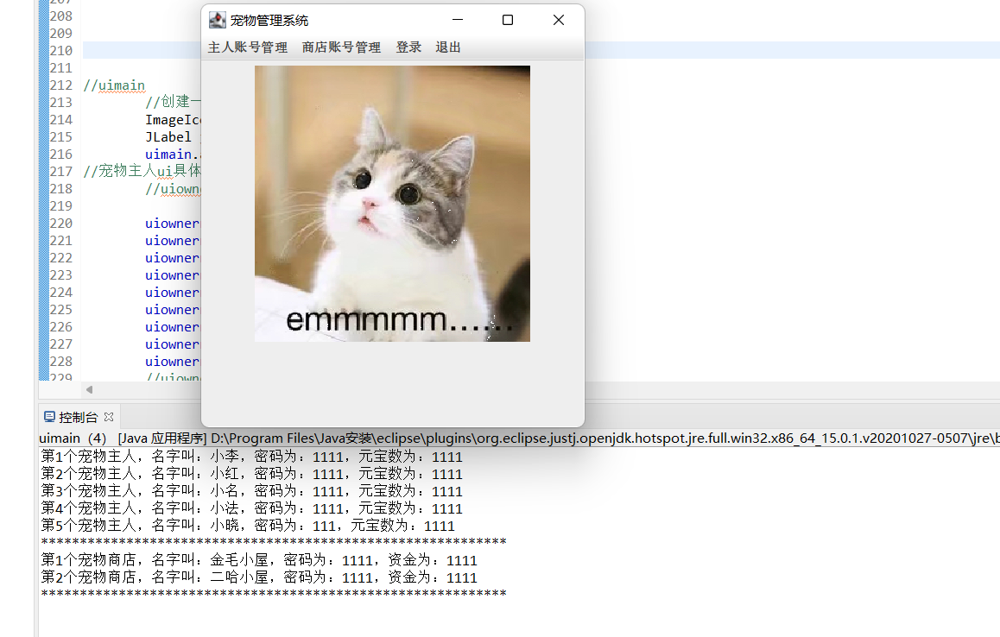 207
208
209
210
211
212 //uimain
213 //创建一
214 ImageIco
215 JLabel
216 uimain.
217 //宠物主人ui具体
218 //uiown
219
220 uiowner
221 uiowner
222 uiowner
223 uiowner
224 uiowner
225 uiowner
226 uiowner
227 uiowner
228 uiowner
229 //uiown
宠物管理系统
主人账号管理 商店账号管理 登录 退出
emmmmm......
控制台
uimain (4) [Java 应用程序] D:\Program Files\Java安装\eclipse\plugins\org.eclipse.justj.openjdk.hotspot.jre.full.win32.x86_64_15.0.1.v20201027-0507\jre\b
第1个宠物主人，名字叫：小李，密码为：1111，元宝数为：1111
第2个宠物主人，名字叫：小红，密码为：1111，元宝数为：1111
第3个宠物主人，名字叫：小名，密码为：1111，元宝数为：1111
第4个宠物主人，名字叫：小法，密码为：1111，元宝数为：1111
第5个宠物主人，名字叫：小晓，密码为：111，元宝数为：1111
************************************************************
第1个宠物商店，名字叫：金毛小屋，密码为：1111，资金为：1111
第2个宠物商店，名字叫：二哈小屋，密码为：1111，资金为：1111
************************************************************